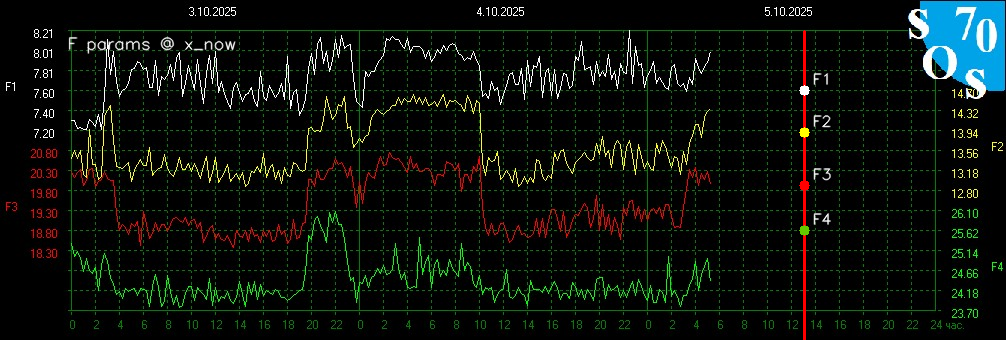 3.10.2025 4.10.2025 5.10.2025
SOS70
F params @ x_now
8.21
8.01
7.81
7.60
7.40
7.20
F1
20.80
20.30
19.80
19.30
18.80
18.30
F3
F1
F2
F3
F4
14.70
14.32
13.94
13.56
13.18
12.80
F2
26.10
25.62
25.14
24.66
24.18
23.70
F4
0 2 4 6 8 10 12 14 16 18 20 22 0 2 4 6 8 10 12 14 16 18 20 22 0 2 4 6 8 10 12 14 16 18 20 22 24 час.